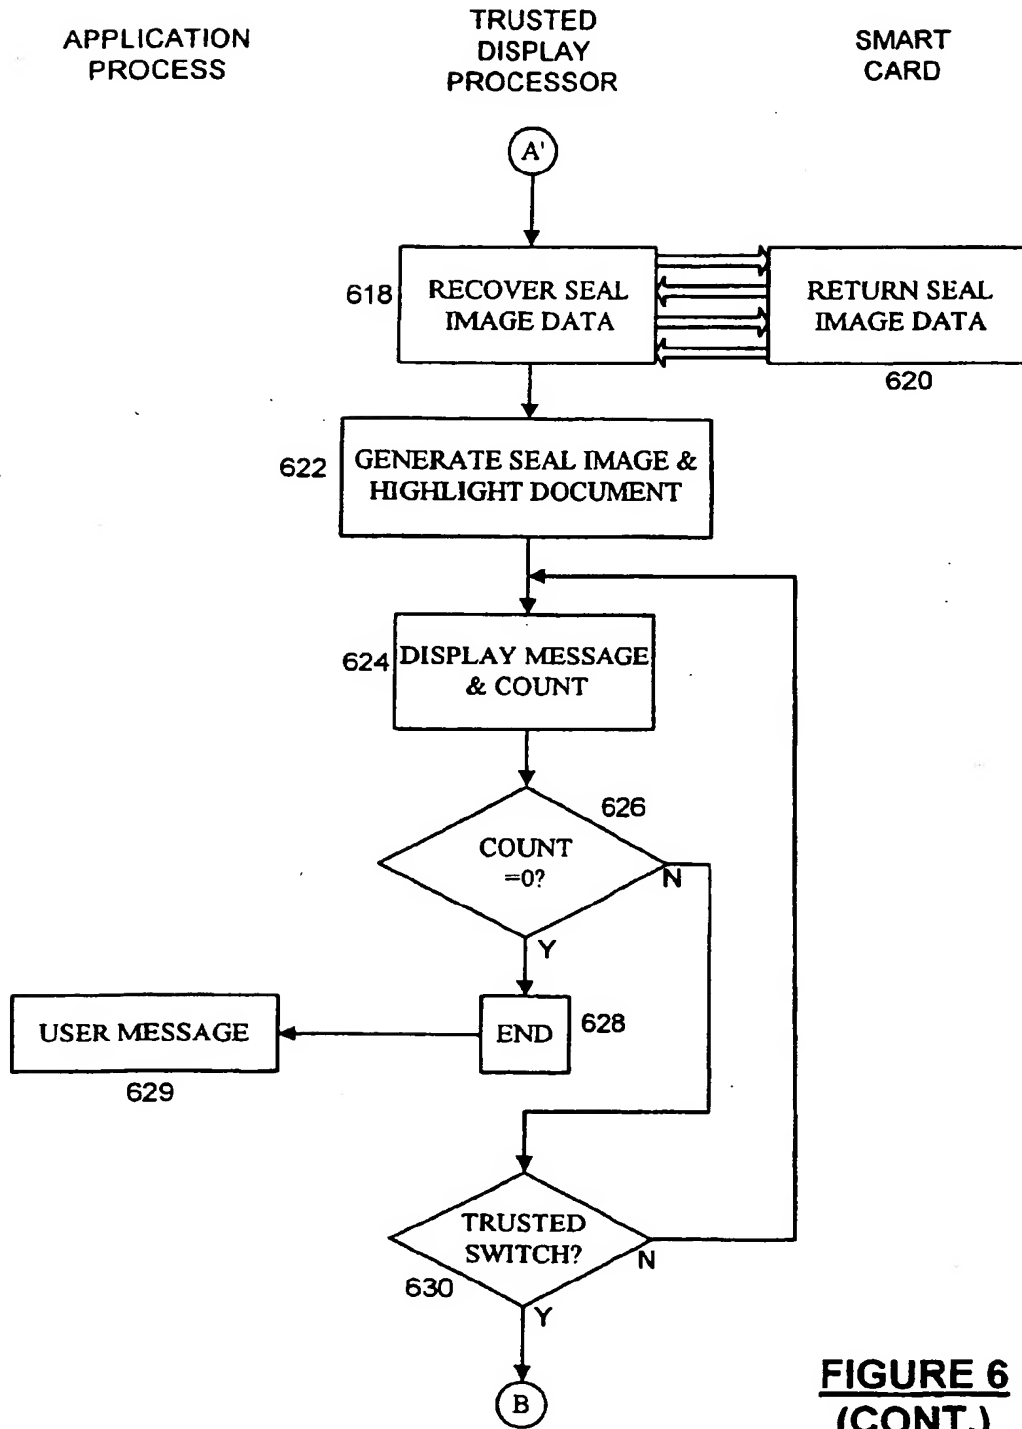 APPLICATION
PROCESS
TRUSTED
DISPLAY
PROCESSOR
SMART
CARD
A'
618
RECOVER SEAL
IMAGE DATA
RETURN SEAL
IMAGE DATA
620
622
GENERATE SEAL IMAGE &
HIGHLIGHT DOCUMENT
624
DISPLAY MESSAGE
& COUNT
626
COUNT
=0?
N
Y
USER MESSAGE
629
END
628
TRUSTED
SWITCH?
N
630
Y
B
FIGURE 6
(CONT.)